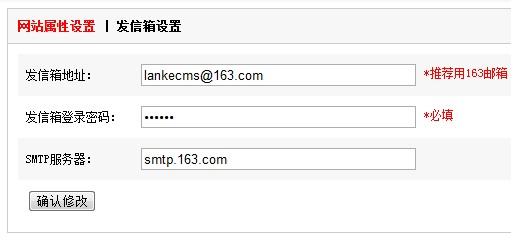 网站属性设置 | 发信箱设置
发信箱地址： lankecms@163.com *推荐用163邮箱
发信箱登录密码： •••••• *必填
SMTP服务器： smtp.163.com
确认修改